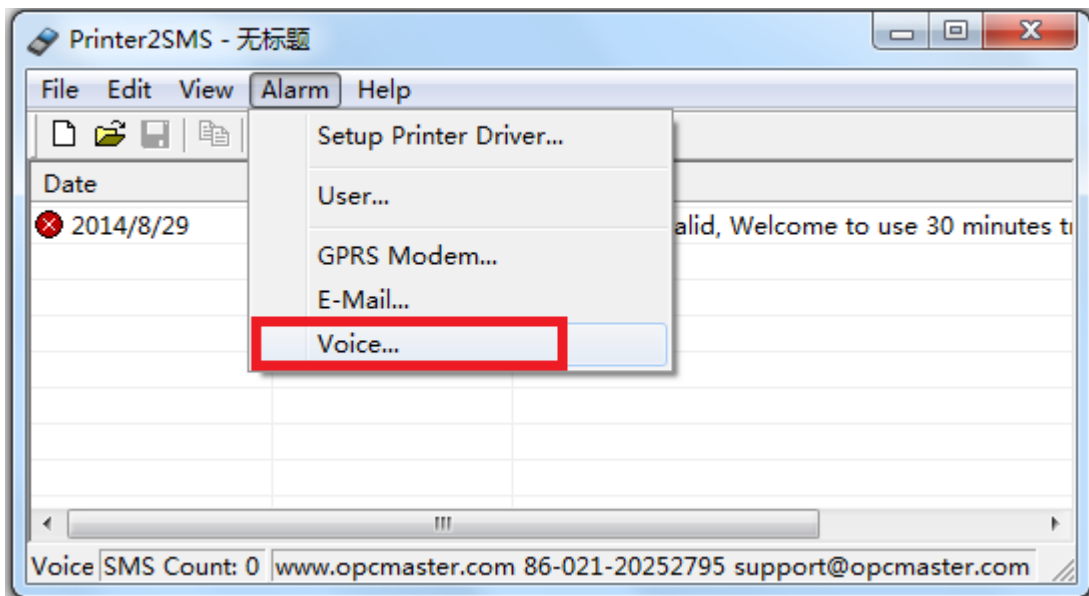 Printer2SMS - 无标题
File Edit View Alarm Help
Setup Printer Driver...
Date
User...
2014/8/29
alid, Welcome to use 30 minutes
GPRS Modem...
E-Mail...
Voice...
Voice SMS Count: 0 www.opcmaster.com 86-021-20252795 support@opcmaster.com